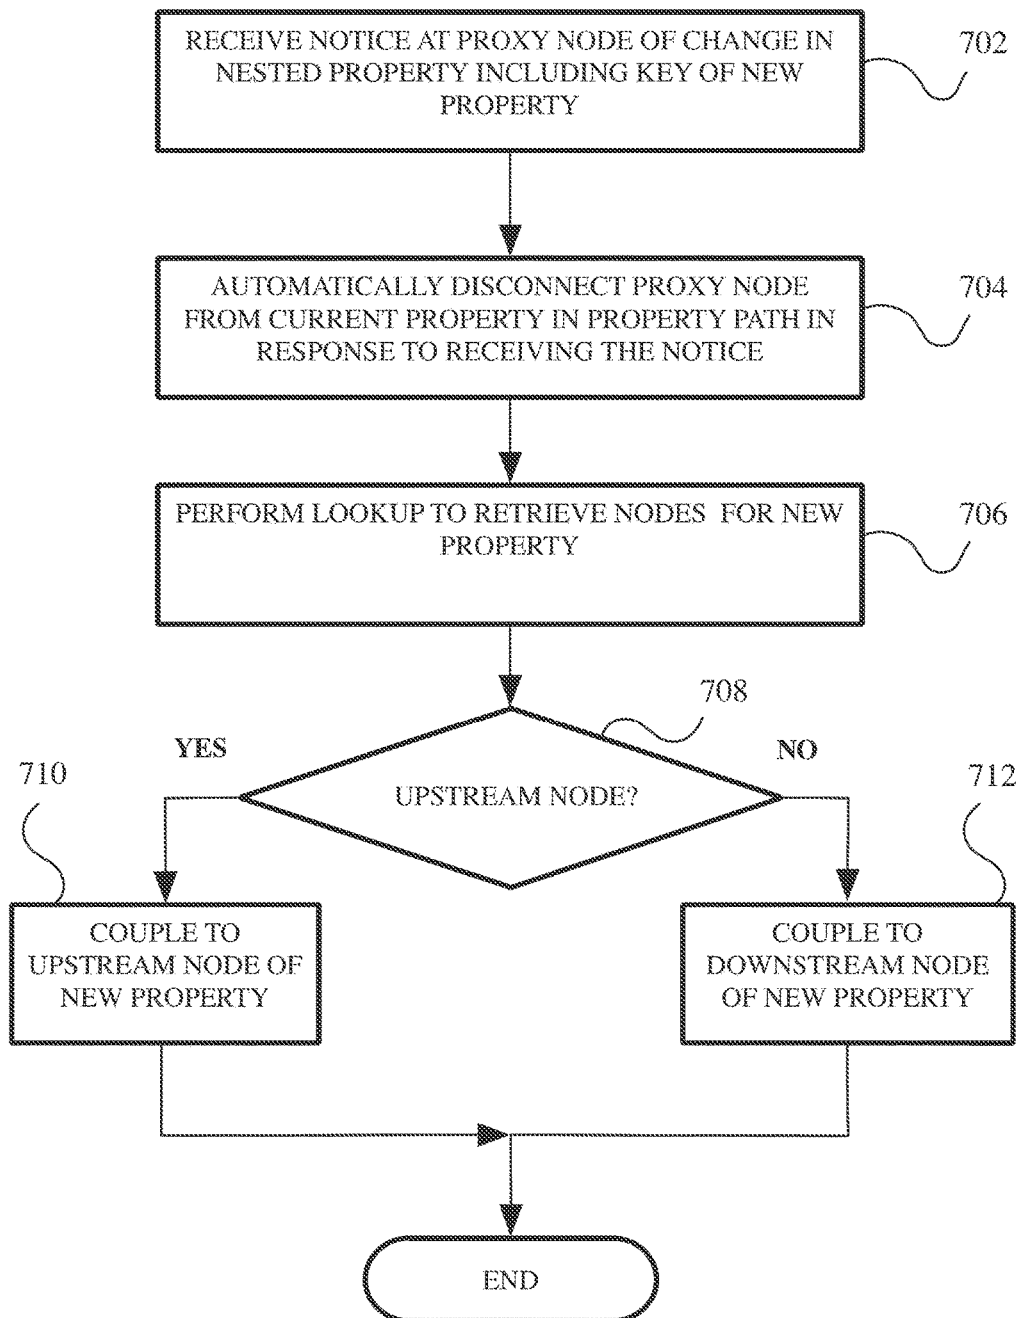 RECEIVE NOTICE AT PROXY NODE OF CHANGE IN
NESTED PROPERTY INCLUDING KEY OF NEW
PROPERTY
702
AUTOMATICALLY DISCONNECT PROXY NODE
FROM CURRENT PROPERTY IN PROPERTY PATH IN
RESPONSE TO RECEIVING THE NOTICE
704
PERFORM LOOKUP TO RETRIEVE NODES FOR NEW
PROPERTY
706
708
YES
NO
UPSTREAM NODE?
710
712
COUPLE TO
UPSTREAM NODE OF
NEW PROPERTY
COUPLE TO
DOWNSTREAM NODE
OF NEW PROPERTY
END